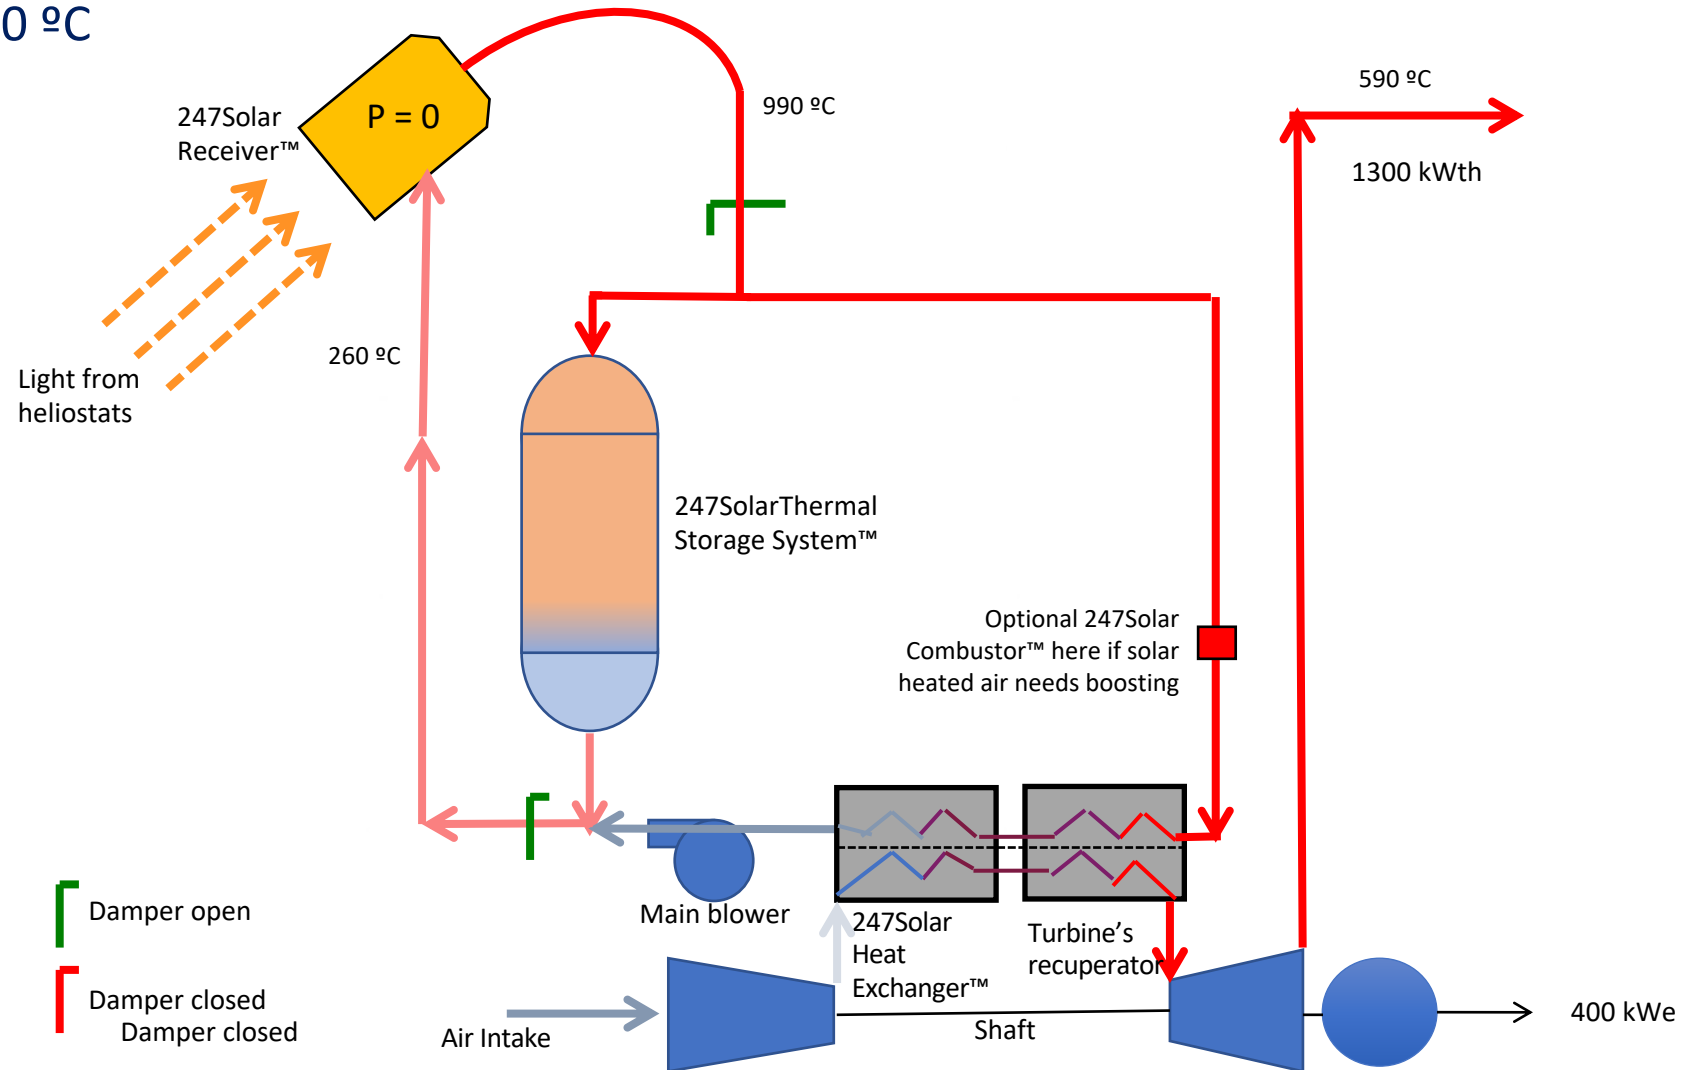 0 ºC
590 ºC
990 ºC
P = 0
247Solar
Receiver™
1300 kWth
260 ºC
Light from
heliostats
247SolarThermal
Storage System™
Optional 247Solar
Combustor™ here if solar
heated air needs boosting
Main blower
Damper open
247Solar
Heat
Exchanger™
Turbine’s
recuperator
Damper closed
Damper closed
Air Intake
Shaft
400 kWe